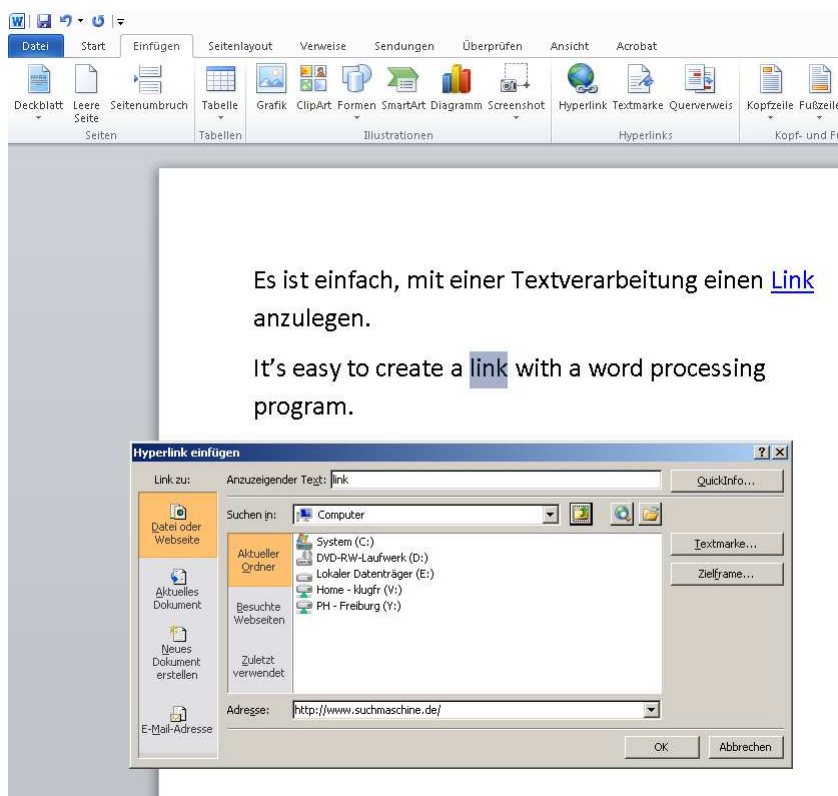 W
Datei Start Einfügen Seitenlayout Verweise Sendungen Überprüfen Ansicht Acrobat
Deckblatt Leere Seite Seitenumbruch Tabelle Grafik ClipArt Formen SmartArt Diagramm Screenshot Hyperlink Textmarke Querverweis Kopfzeile Fußzeile
Seiten Tabellen Illustrationen Hyperlinks Kopf- und F
Es ist einfach, mit einer Textverarbeitung einen Link
anzulegen.
It's easy to create a link with a word processing
program.
Hyperlink einfügen
Link zu: Anzuzeigender Text: link QuickInfo...
Datei oder Webseite
Suchen in: Computer
Aktueller Ordner
System (C:)
DVD-RW-Laufwerk (D:)
Lokaler Datenträger (E:)
Home - klugfr (V:)
PH - Freiburg (Y:)
Textmarke...
Zielframe...
Aktuelles Dokument
Besuchte Webseiten
Neues Dokument erstellen
Zuletzt verwendet
E-Mail-Adresse
Adresse: http://www.suchmaschine.de/
OK Abbrechen